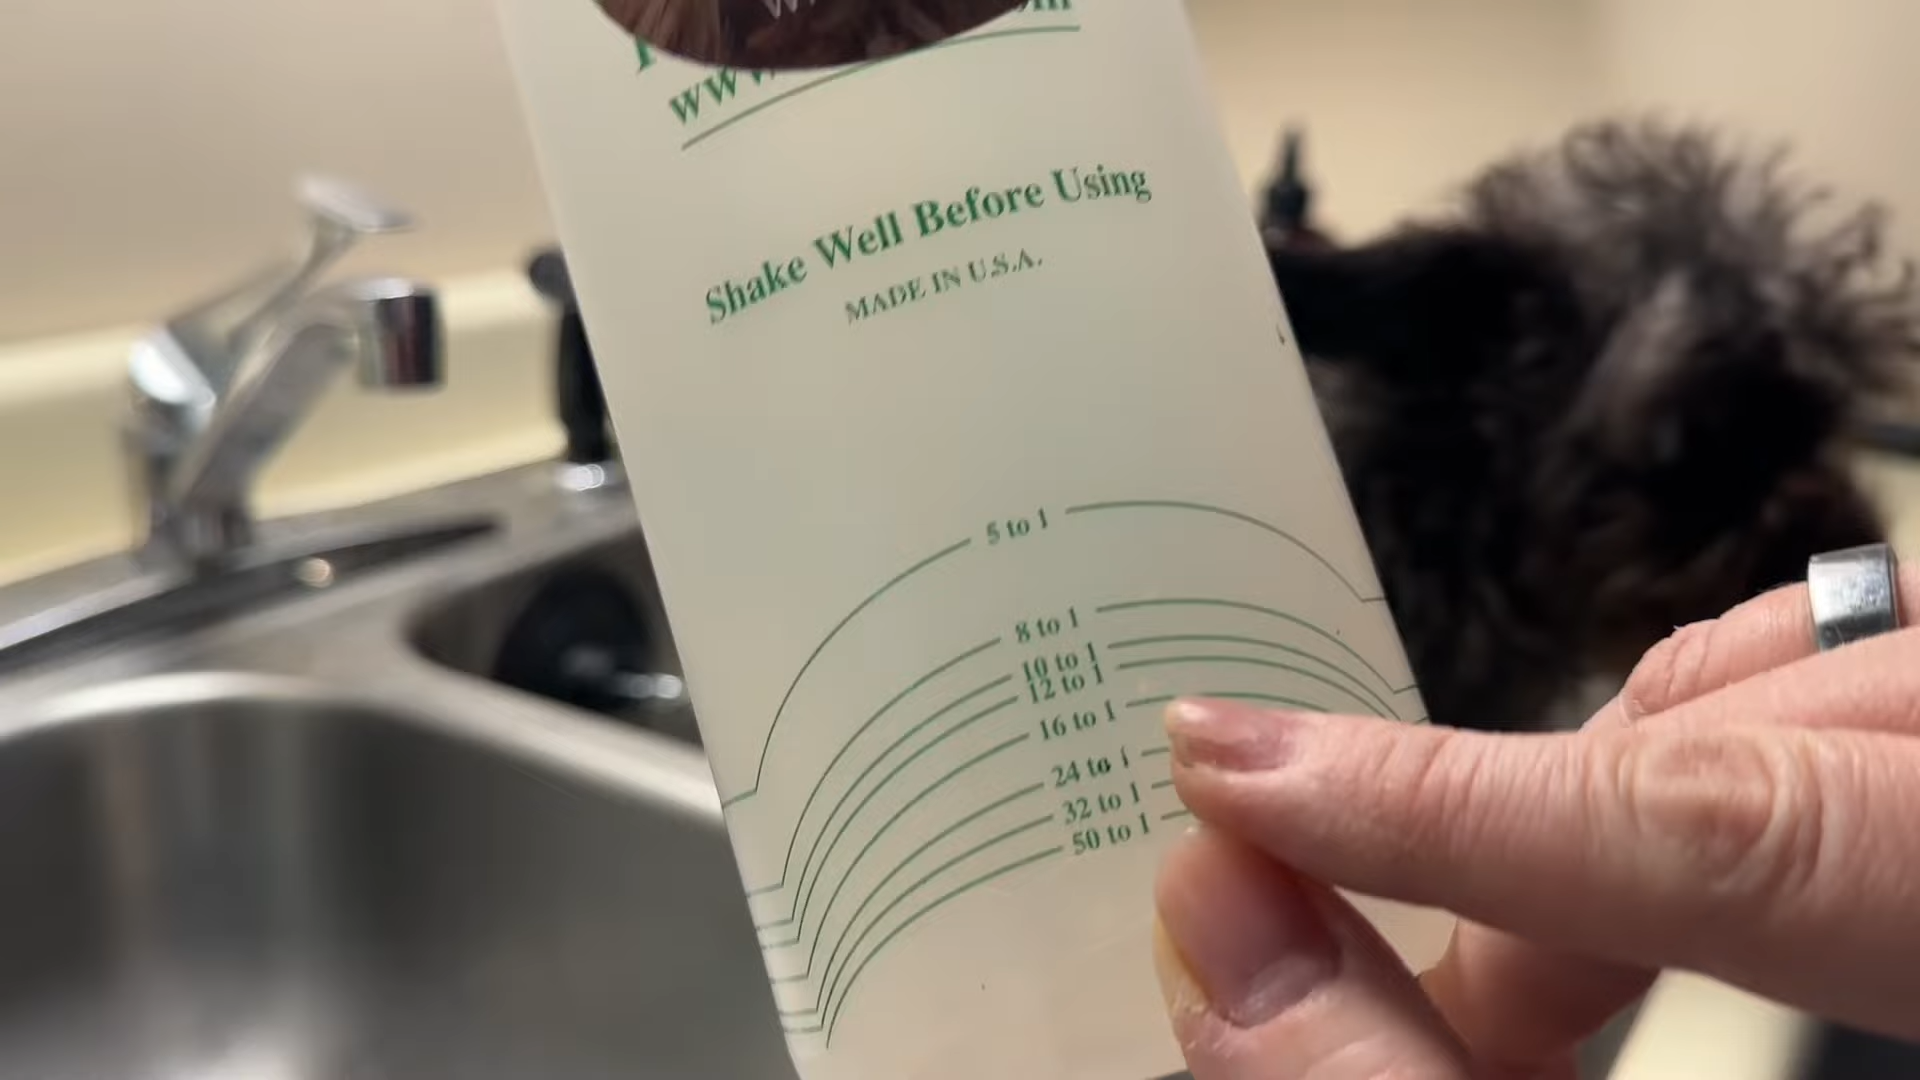 Shake Well Before Using
MADE IN U.S.A.
5 to 1
8 to 1
10 to 1
12 to 1
16 to 1
24 to 1
32 to 1
50 to 1